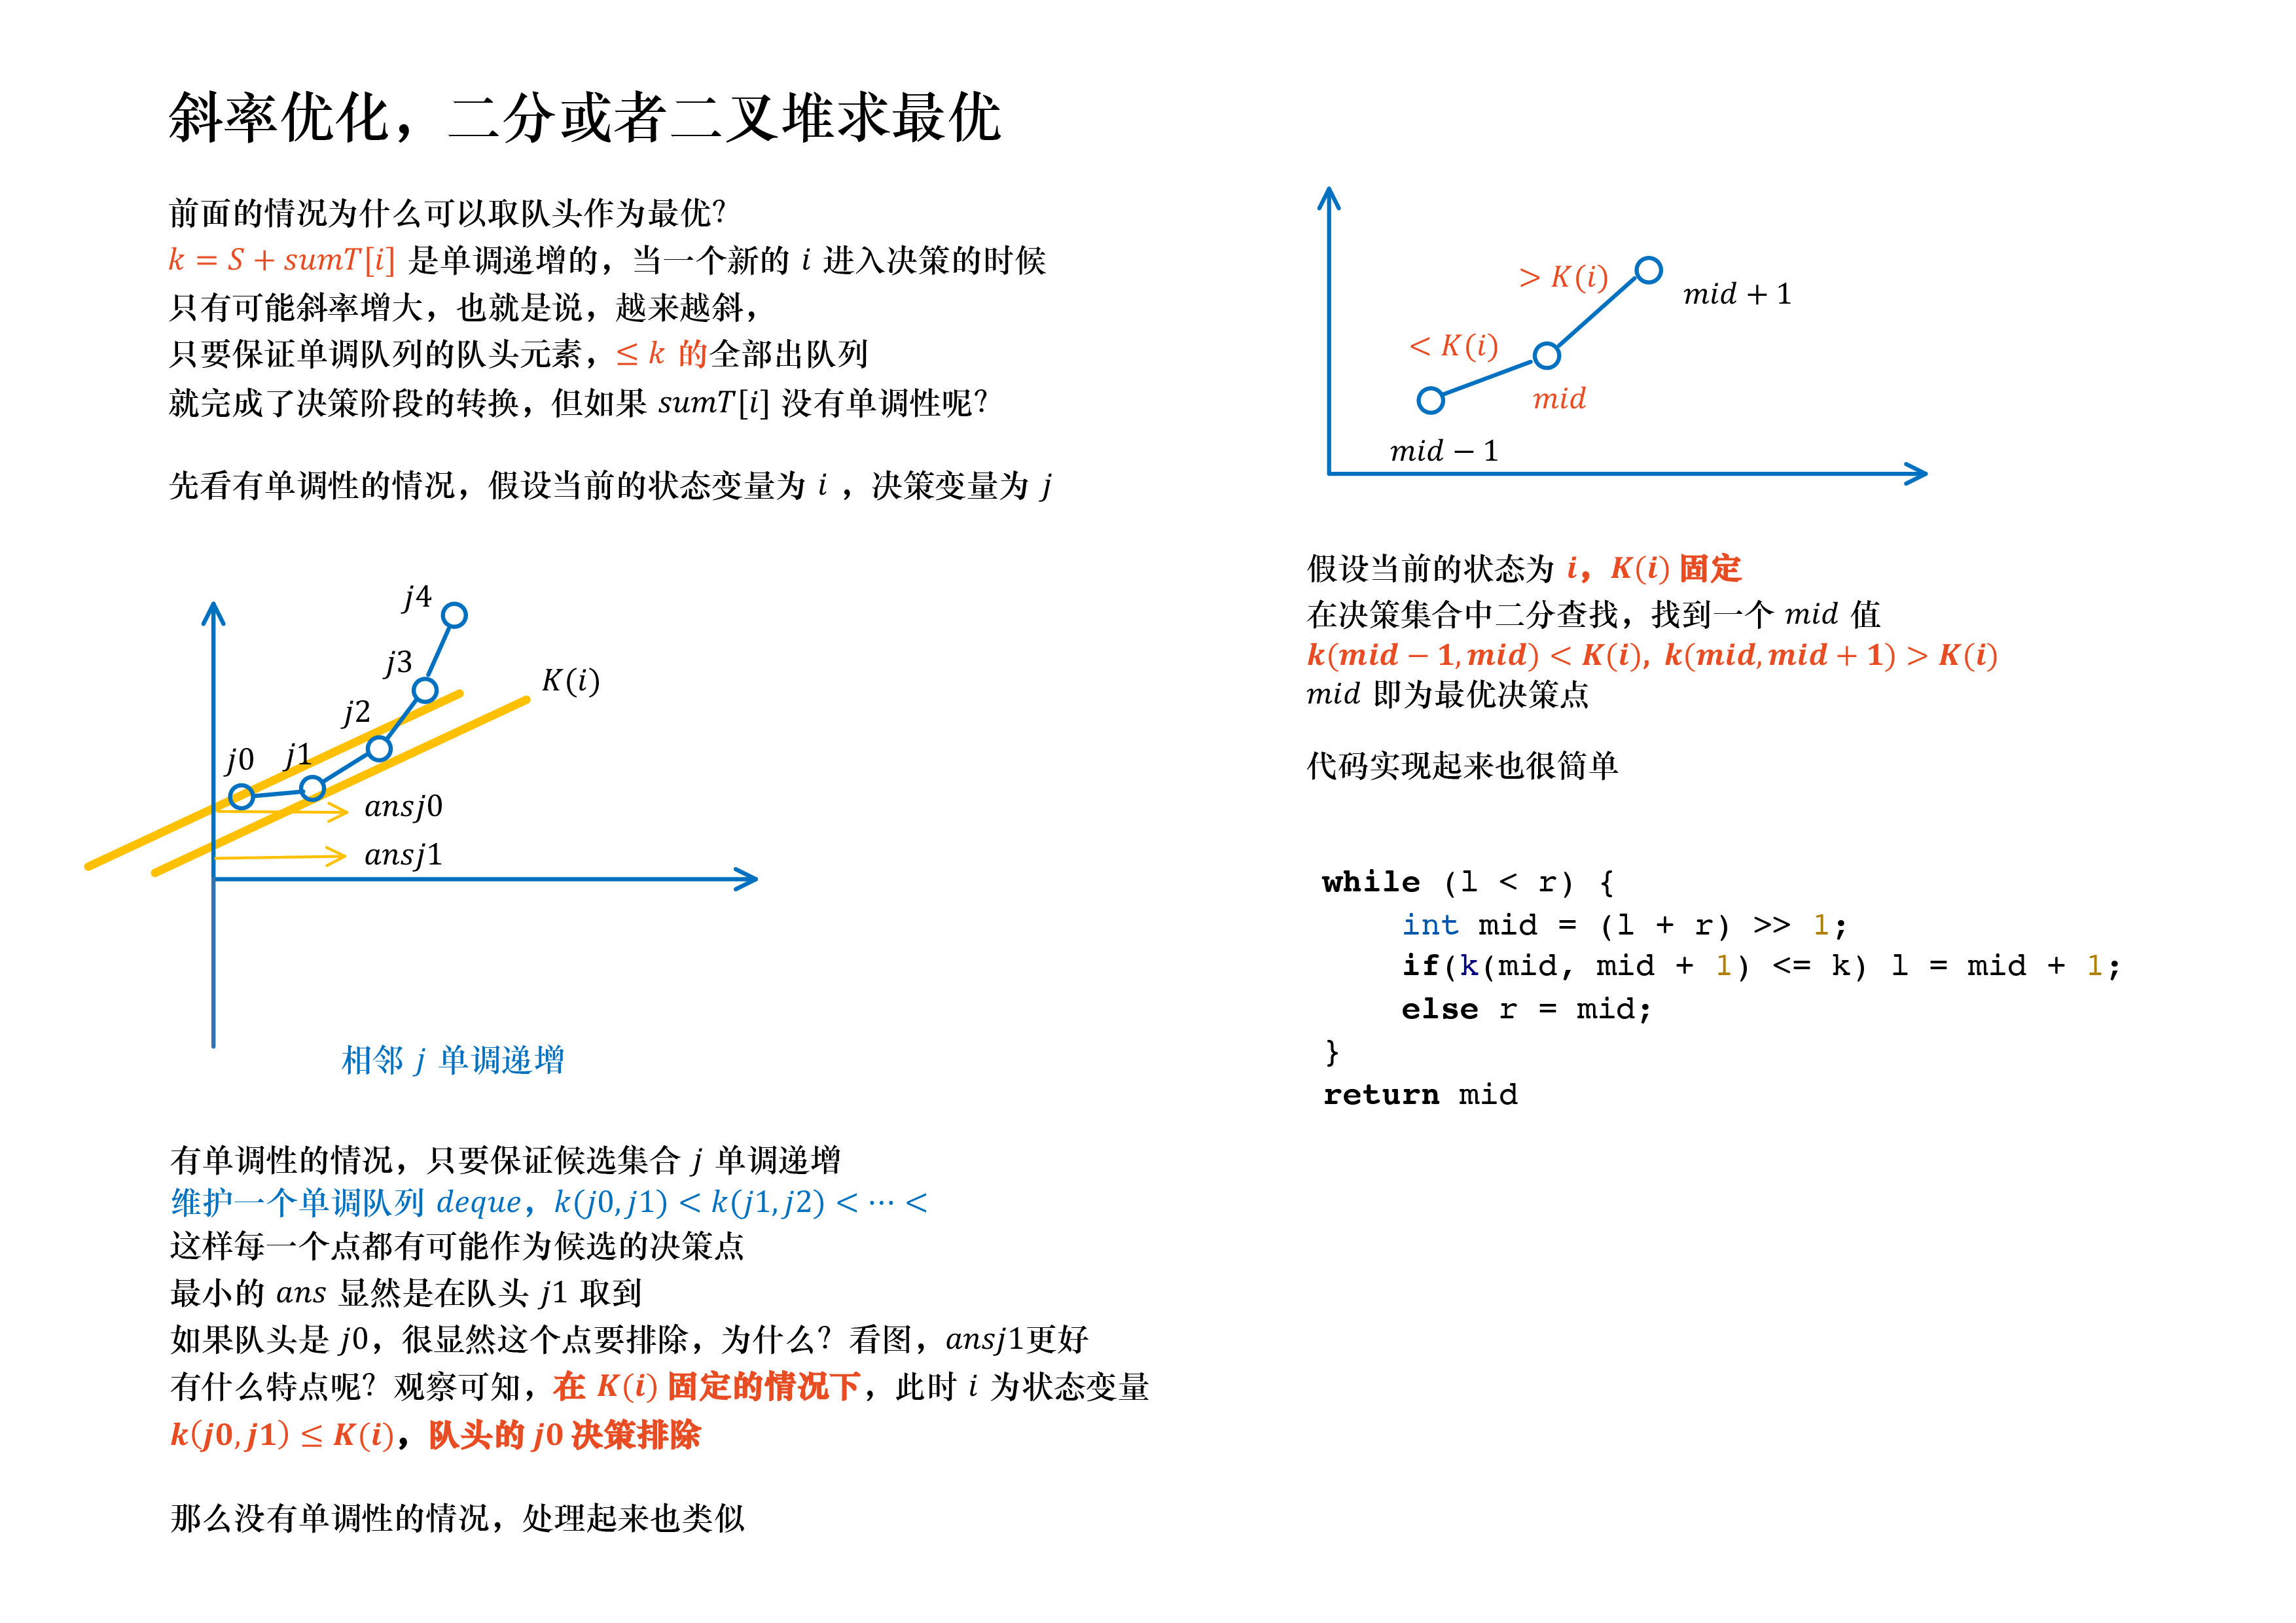 斜率优化，二分或者二叉堆求最优
前面的情况为什么可以取队头作为最优？
k = S + sumT[i] 是单调递增的，当一个新的 i 进入决策的时候
只有可能斜率增大，也就是说，越来越斜，
只要保证单调队列的队头元素，≤ k 的全部出队列
就完成了决策阶段的转换，但如果 sumT[i] 没有单调性呢？
先看有单调性的情况，假设当前的状态变量为 i ，决策变量为 j
j4
j3
K(i)
j2
j0
j1
ansj0
ansj1
相邻 j 单调递增
有单调性的情况，只要保证候选集合 j 单调递增
维护一个单调队列 deque，k(j0,j1) < k(j1,j2) < ⋯ <
这样每一个点都有可能作为候选的决策点
最小的 ans 显然是在队头 j1 取到
如果队头是 j0，很显然这个点要排除，为什么？看图，ansj1更好
有什么特点呢？观察可知，在 K(i) 固定的情况下，此时 i 为状态变量
k(j0,j1) ≤ K(i)，队头的 j0 决策排除
那么没有单调性的情况，处理起来也类似
> K(i)
mid + 1
< K(i)
mid
mid − 1
假设当前的状态为 i，K(i) 固定
在决策集合中二分查找，找到一个 mid 值
k(mid − 1,mid) < K(i), k(mid,mid + 1) > K(i)
mid 即为最优决策点
代码实现起来也很简单
while (l < r) {
int mid = (l + r) >> 1;
if(k(mid, mid + 1) <= k) l = mid + 1;
else r = mid;
}
return mid